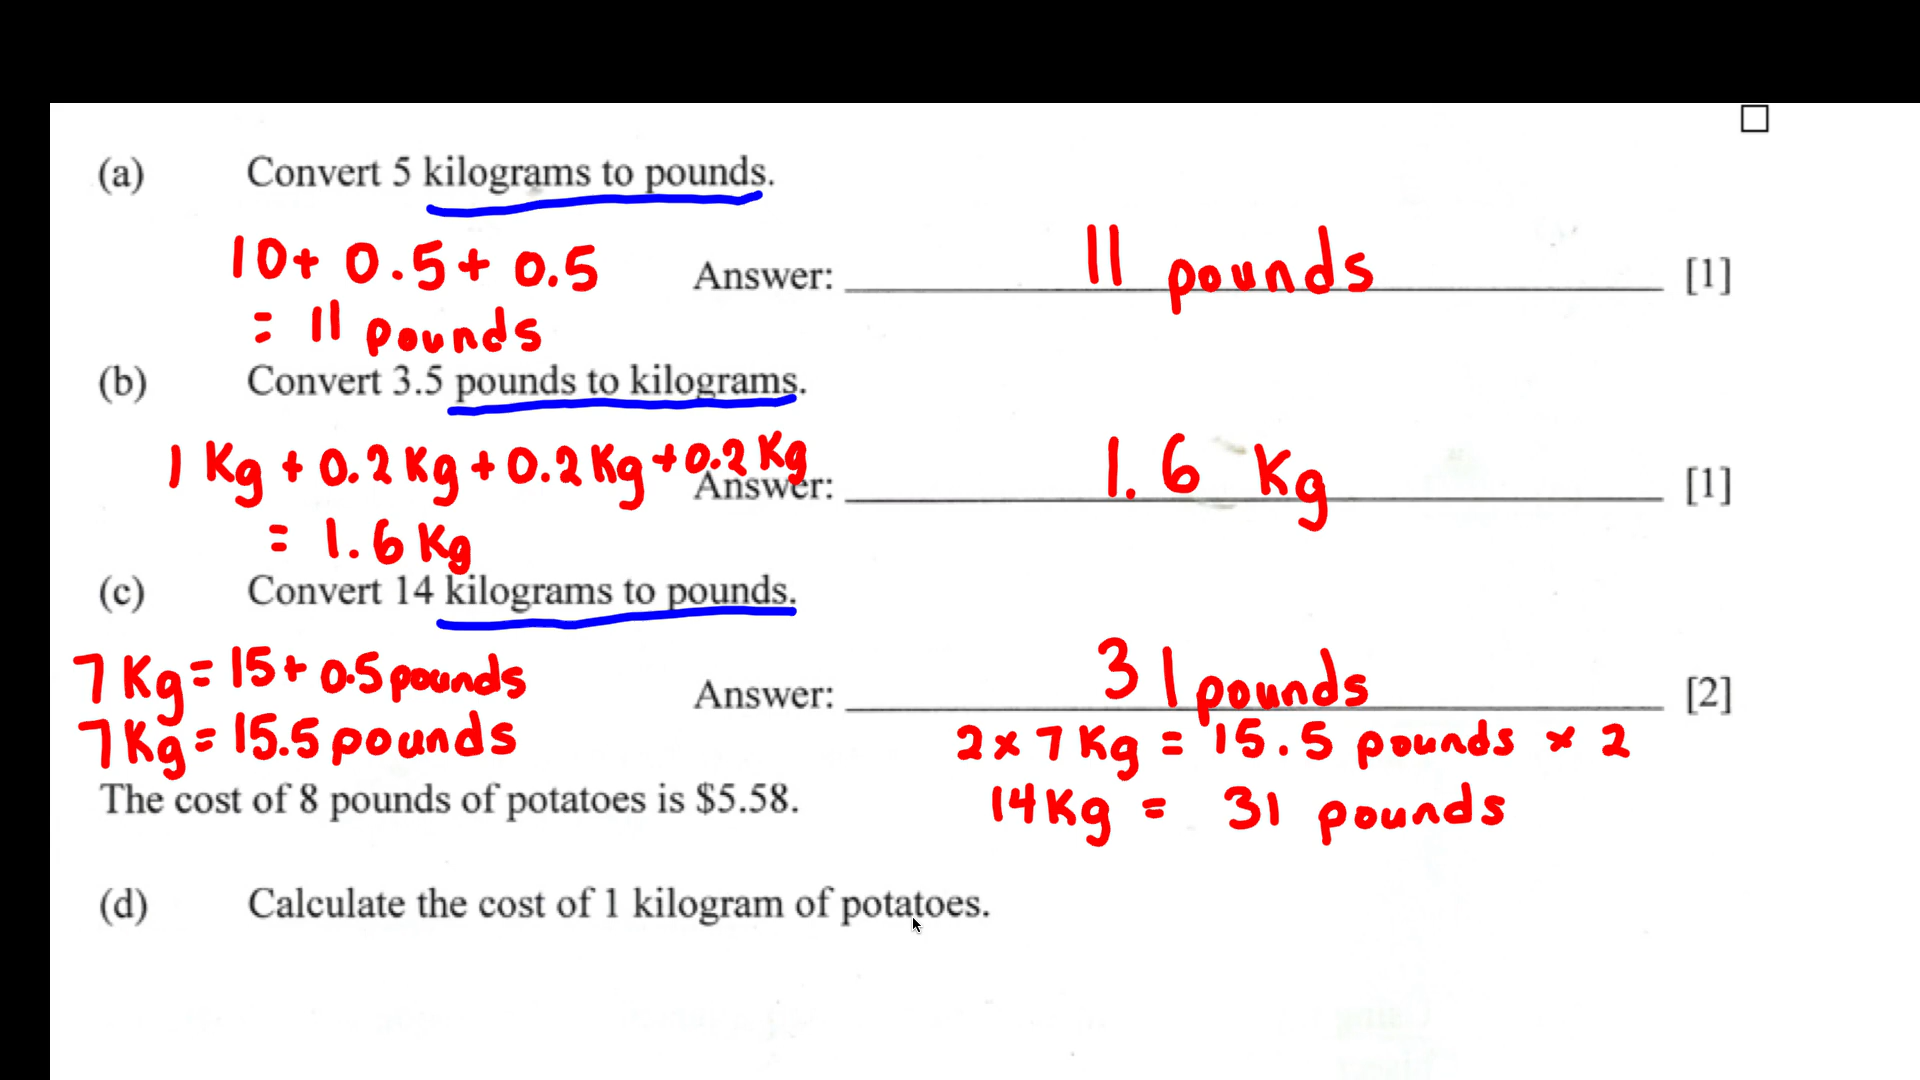 (a) Convert 5 kilograms to pounds.
10 + 0.5 + 0.5
= 11 pounds
Answer: 11 pounds [1]
(b) Convert 3.5 pounds to kilograms.
1 Kg + 0.2 Kg + 0.2 Kg + 0.2 Kg
= 1.6 Kg
Answer: 1.6 Kg [1]
(c) Convert 14 kilograms to pounds.
7 Kg = 15 + 0.5 pounds
7 Kg = 15.5 pounds
Answer: 31 pounds [2]
2 x 7 Kg = 15.5 pounds x 2
14 Kg = 31 pounds
The cost of 8 pounds of potatoes is $5.58.
(d) Calculate the cost of 1 kilogram of potatoes.